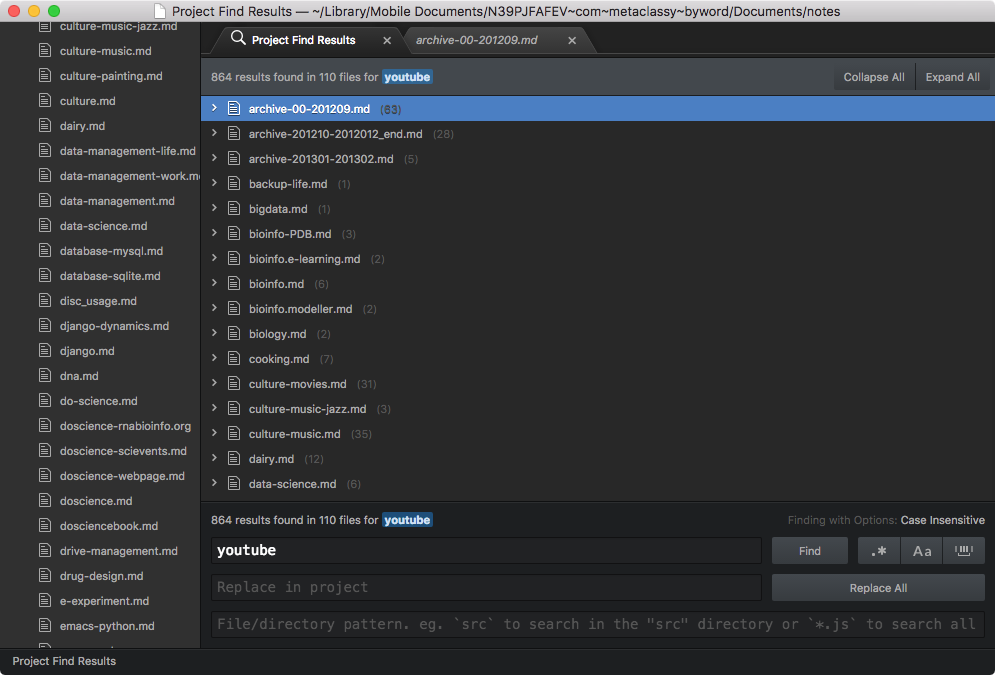 Project Find Results — ~/Library/Mobile Documents/N39PJFAFEV~com~metaclassy~byword/Documents/notes
culture-music-jazz.md
culture-music.md
culture-painting.md
culture.md
dairy.md
data-management-life.md
data-management-work.m
data-management.md
data-science.md
database-mysql.md
database-sqlite.md
disc_usage.md
django-dynamics.md
django.md
dna.md
do-science.md
doscience-rnabioinfo.org
doscience-scievents.md
doscience-webpage.md
doscience.md
dosciencebook.md
drive-management.md
drug-design.md
e-experiment.md
emacs-python.md
Project Find Results
archive-00-201209.md
864 results found in 110 files for youtube
Collapse All
Expand All
archive-00-201209.md (63)
archive-201210-2012012_end.md (28)
archive-201301-201302.md (5)
backup-life.md (1)
bigdata.md (1)
bioinfo-PDB.md (3)
bioinfo.e-learning.md (2)
bioinfo.md (6)
bioinfo.modeller.md (2)
biology.md (2)
cooking.md (7)
culture-movies.md (31)
culture-music-jazz.md (3)
culture-music.md (35)
dairy.md (12)
data-science.md (6)
864 results found in 110 files for youtube
Finding with Options: Case Insensitive
youtube
Find
.*
Aa
Replace in project
Replace All
File/directory pattern. eg. `src` to search in the "src" directory or `*.js` to search all
Project Find Results